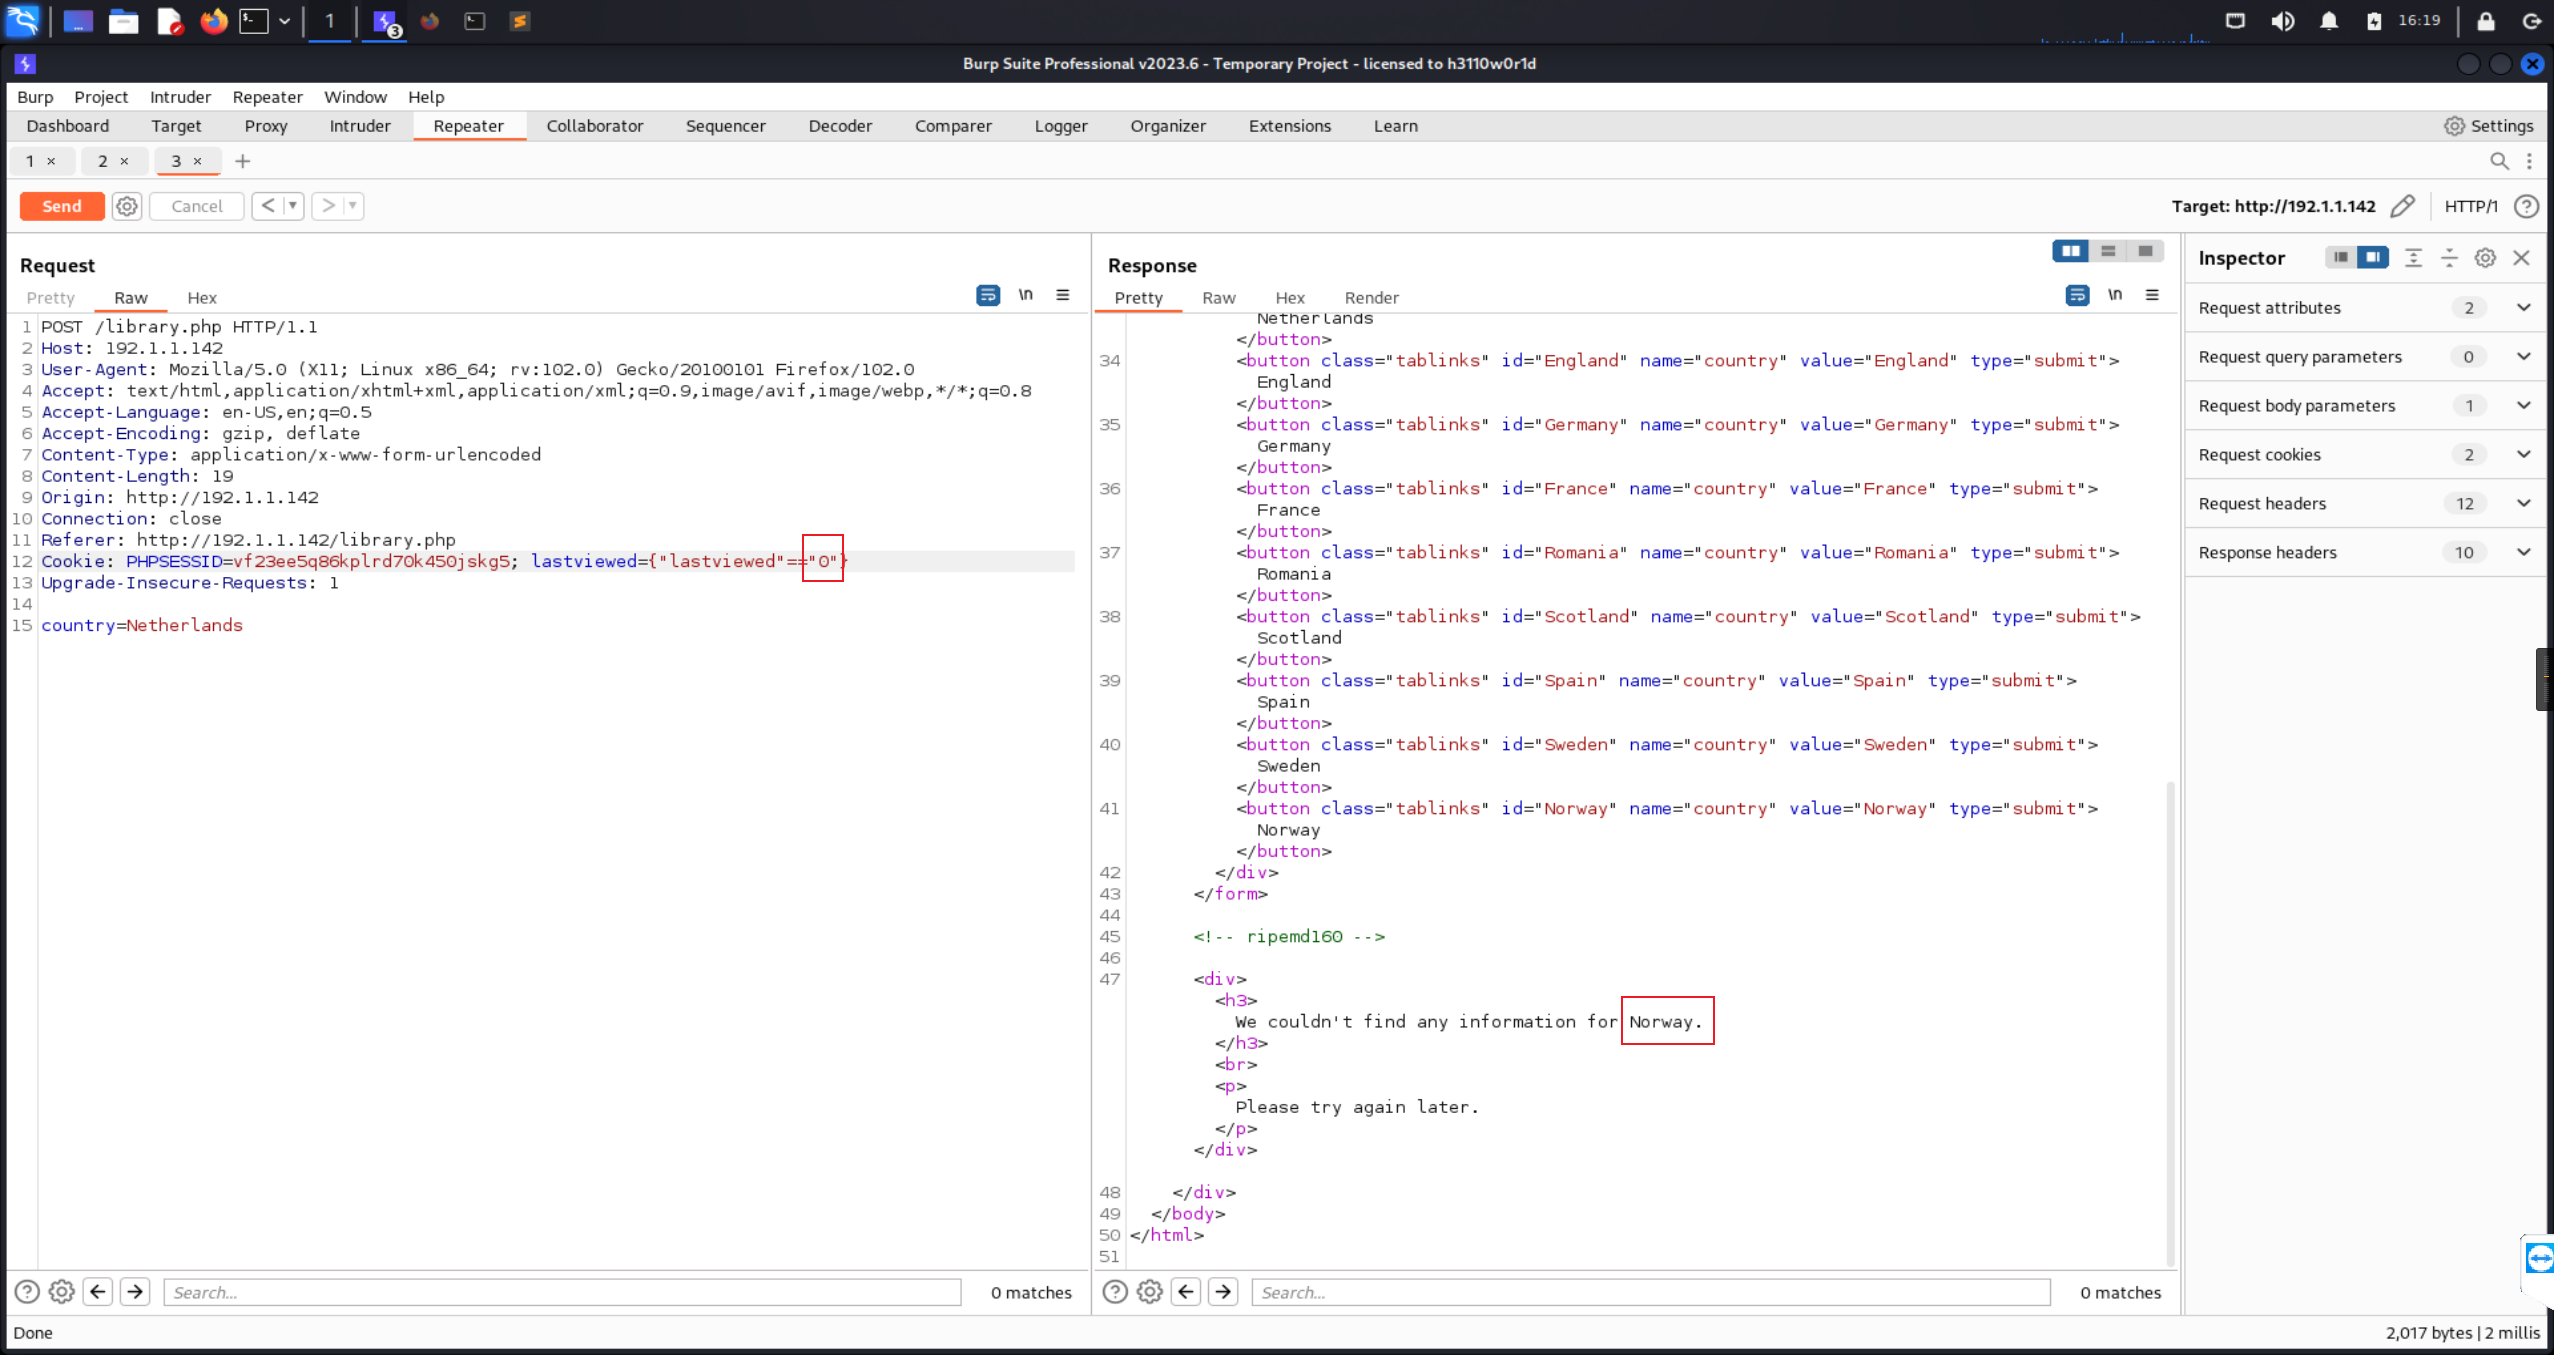 1
3
16:19
Burp Suite Professional v2023.6 - Temporary Project - licensed to h3110w0r1d
Burp Project Intruder Repeater Window Help
Dashboard Target Proxy Intruder Repeater Collaborator Sequencer Decoder Comparer Logger Organizer Extensions Learn Settings
1 × 2 × 3 × +
Send Cancel < > Target: http://192.1.1.142 HTTP/1
Request
Pretty Raw Hex \n
1 POST /library.php HTTP/1.1
2 Host: 192.1.1.142
3 User-Agent: Mozilla/5.0 (X11; Linux x86_64; rv:102.0) Gecko/20100101 Firefox/102.0
4 Accept: text/html,application/xhtml+xml,application/xml;q=0.9,image/avif,image/webp,*/*;q=0.8
5 Accept-Language: en-US,en;q=0.5
6 Accept-Encoding: gzip, deflate
7 Content-Type: application/x-www-form-urlencoded
8 Content-Length: 19
9 Origin: http://192.1.1.142
10 Connection: close
11 Referer: http://192.1.1.142/library.php
12 Cookie: PHPSESSID=vf23ee5q86kplrd70k450jskg5; lastviewed={"lastviewed"=="0"}
13 Upgrade-Insecure-Requests: 1
14
15 country=Netherlands
Search... 0 matches
Response
Pretty Raw Hex Render \n
Netherlands
</button>
34 <button class="tablinks" id="England" name="country" value="England" type="submit">
England
</button>
35 <button class="tablinks" id="Germany" name="country" value="Germany" type="submit">
Germany
</button>
36 <button class="tablinks" id="France" name="country" value="France" type="submit">
France
</button>
37 <button class="tablinks" id="Romania" name="country" value="Romania" type="submit">
Romania
</button>
38 <button class="tablinks" id="Scotland" name="country" value="Scotland" type="submit">
Scotland
</button>
39 <button class="tablinks" id="Spain" name="country" value="Spain" type="submit">
Spain
</button>
40 <button class="tablinks" id="Sweden" name="country" value="Sweden" type="submit">
Sweden
</button>
41 <button class="tablinks" id="Norway" name="country" value="Norway" type="submit">
Norway
</button>
42 </div>
43 </form>
44
45 <!-- ripemd160 -->
46
47 <div>
<h3>
We couldn't find any information for Norway.
</h3>
<br>
<p>
Please try again later.
</p>
</div>
48 </div>
49 </body>
50 </html>
51
Search... 0 matches
Inspector
Request attributes 2
Request query parameters 0
Request body parameters 1
Request cookies 2
Request headers 12
Response headers 10
Done
2,017 bytes | 2 millis